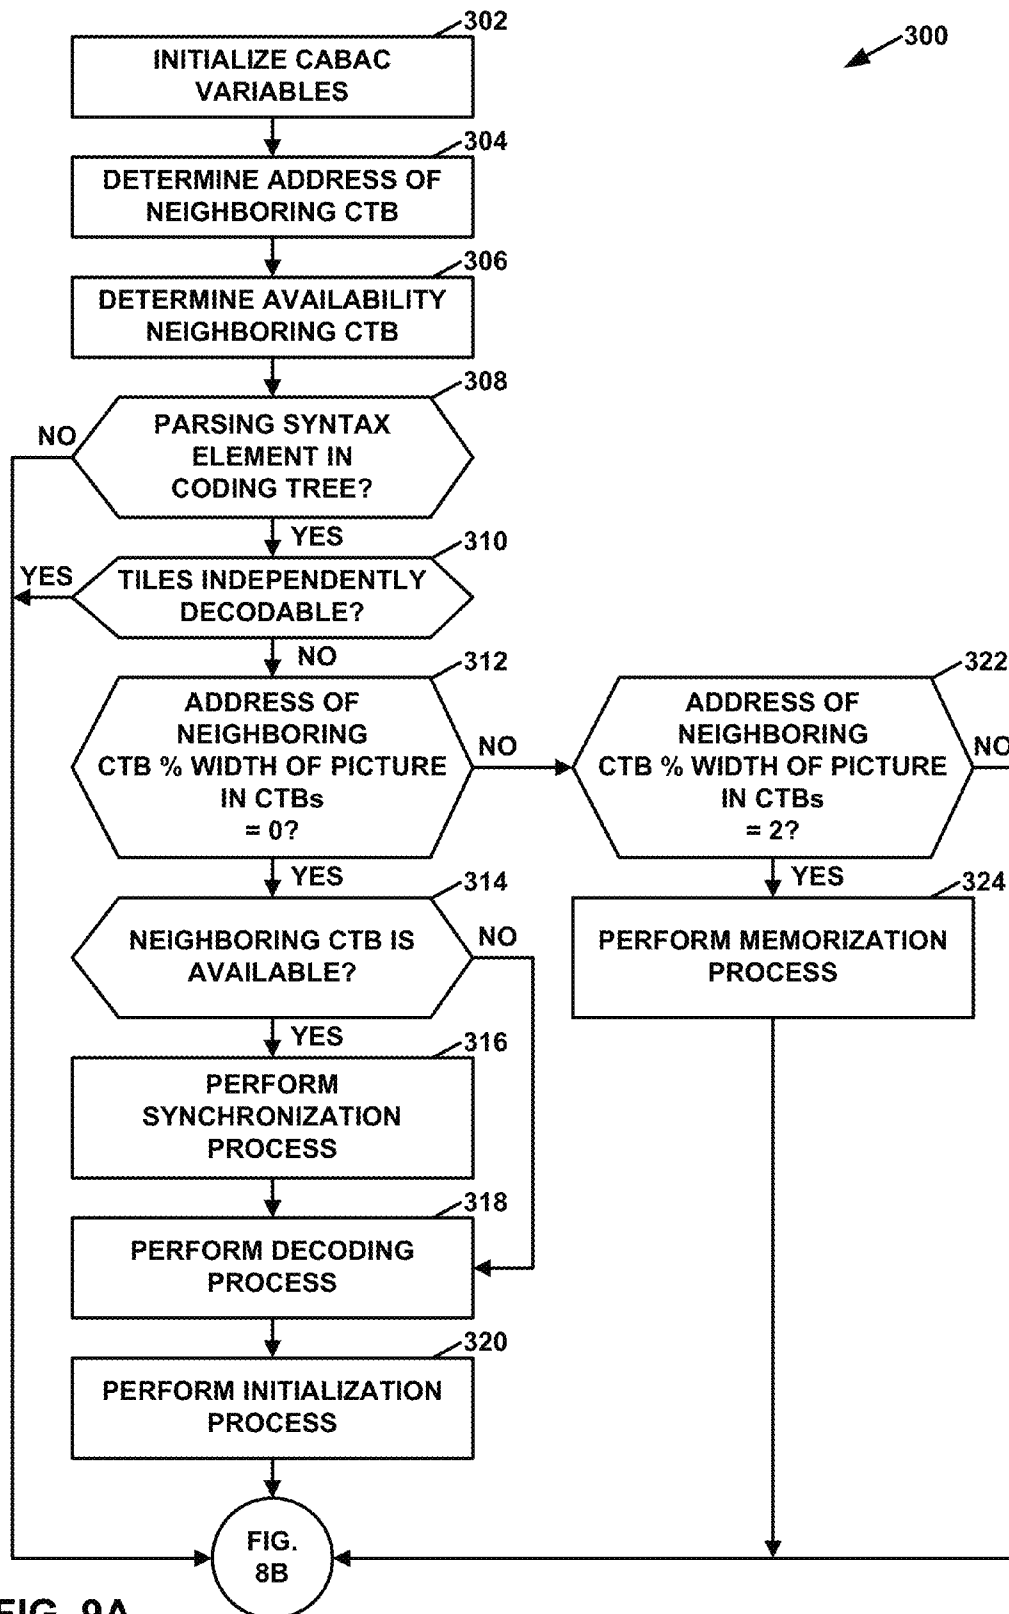 302
300
INITIALIZE CABAC
VARIABLES
304
DETERMINE ADDRESS OF
NEIGHBORING CTB
306
DETERMINE AVAILABILITY
NEIGHBORING CTB
308
PARSING SYNTAX
ELEMENT IN
CODING TREE?
NO
YES
310
TILES INDEPENDENTLY
DECODABLE?
YES
NO
312
ADDRESS OF
NEIGHBORING
CTB % WIDTH OF PICTURE
IN CTBs
= 0?
NO
322
ADDRESS OF
NEIGHBORING
CTB % WIDTH OF PICTURE
IN CTBs
= 2?
NO
YES
314
NEIGHBORING CTB IS
AVAILABLE?
NO
YES
324
PERFORM MEMORIZATION
PROCESS
YES
316
PERFORM
SYNCHRONIZATION
PROCESS
318
PERFORM DECODING
PROCESS
320
PERFORM INITIALIZATION
PROCESS
FIG.
8B
FIG. 9A